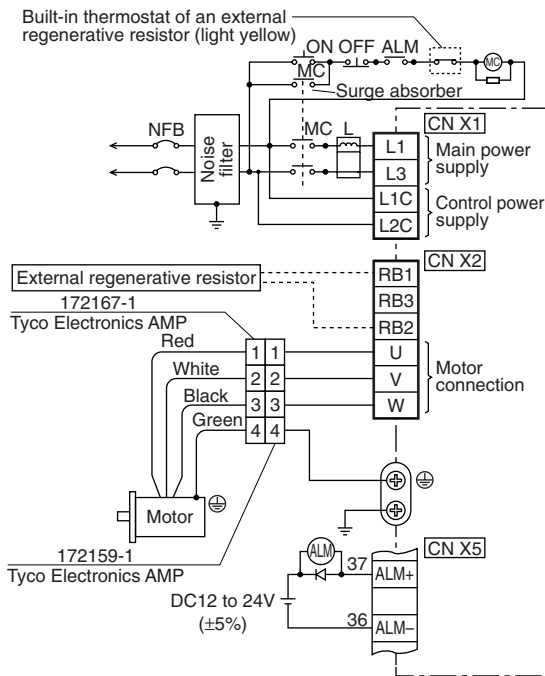 Built-in thermostat of an external
regenerative resistor (light yellow)
ON OFF ALM
MC
MC
Surge absorber
NFB
Noise filter
MC L
CN X1
L1
L3
Main power
supply
L1C
L2C
Control power
supply
CN X2
External regenerative resistor
RB1
RB3
RB2
172167-1
Tyco Electronics AMP
Red 1 1 U
White 2 2 V
Black 3 3 W
Green 4 4
Motor
connection
Motor
172159-1
Tyco Electronics AMP
CN X5
ALM
37 ALM+
DC12 to 24V
(±5%)
36 ALM−